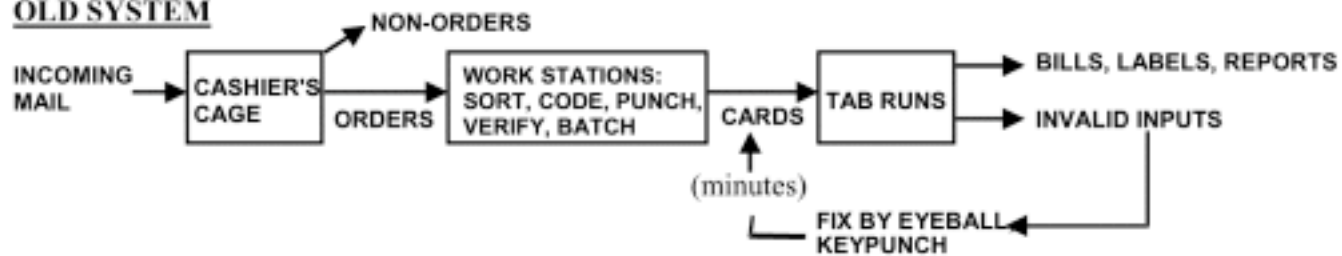 OLD SYSTEM
NON-ORDERS
INCOMING
MAIL
CASHIER'S
CAGE
ORDERS
WORK STATIONS:
SORT, CODE, PUNCH,
VERIFY, BATCH
CARDS
TAB RUNS
BILLS, LABELS, REPORTS
INVALID INPUTS
(minutes)
FIX BY EYEBALL
KEYPUNCH